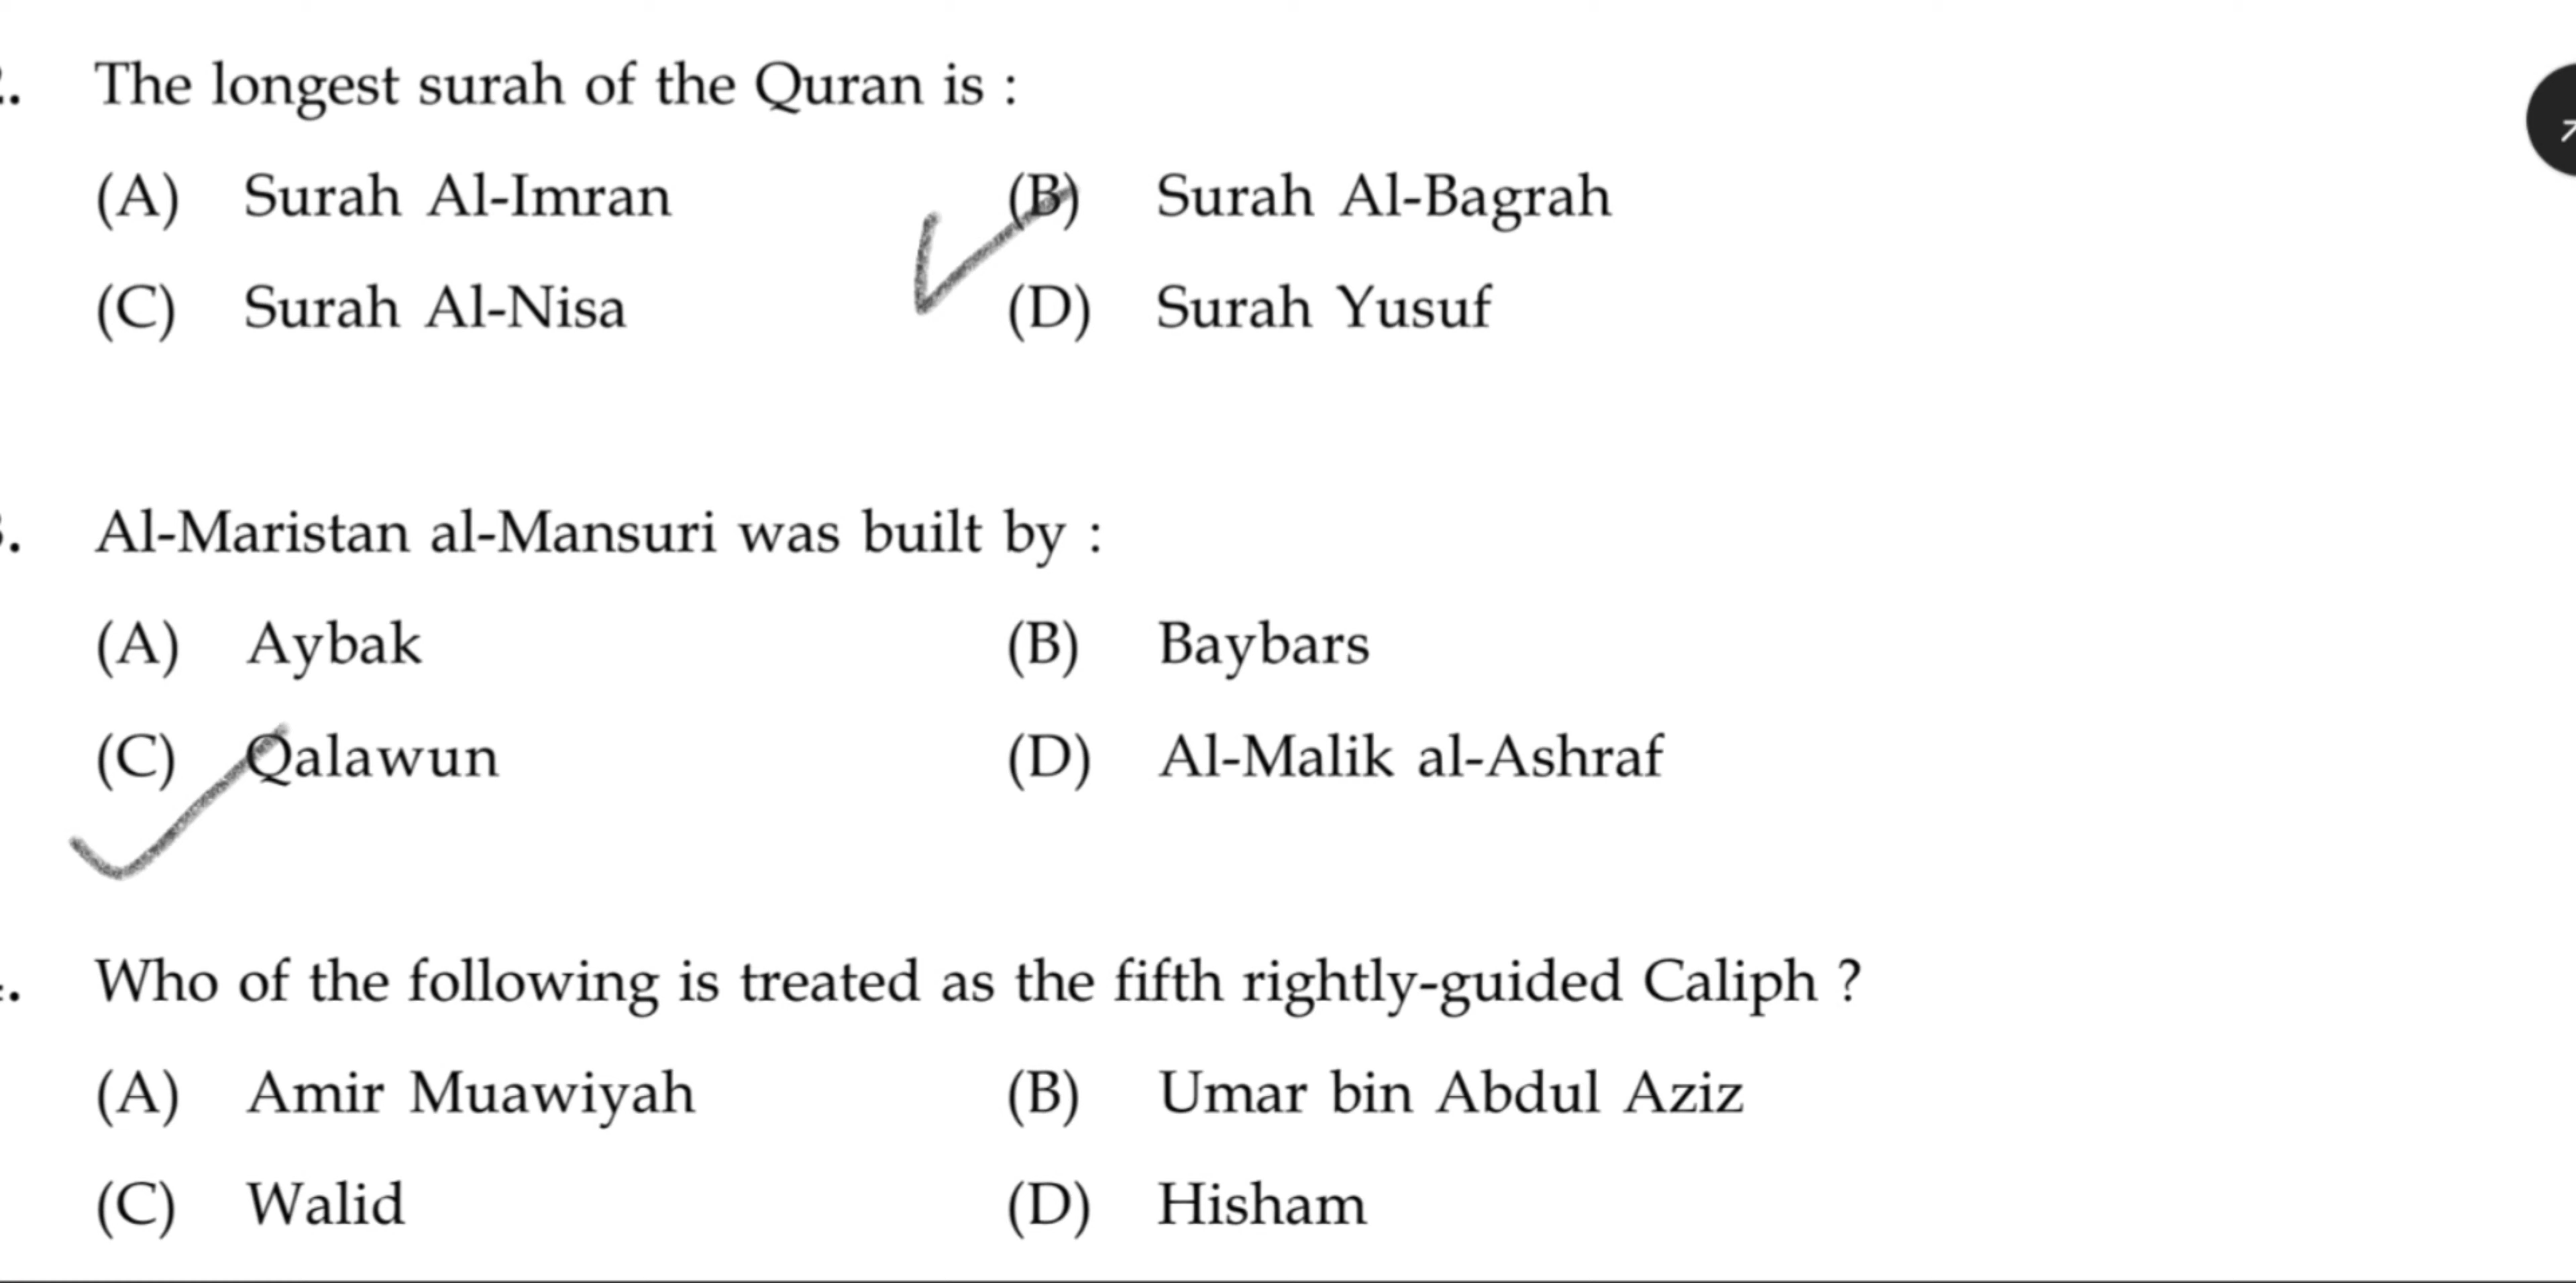 . The longest surah of the Quran is :
(A) Surah Al-Imran (B) Surah Al-Bagrah
(C) Surah Al-Nisa (D) Surah Yusuf
. Al-Maristan al-Mansuri was built by :
(A) Aybak (B) Baybars
(C) Qalawun (D) Al-Malik al-Ashraf
. Who of the following is treated as the fifth rightly-guided Caliph ?
(A) Amir Muawiyah (B) Umar bin Abdul Aziz
(C) Walid (D) Hisham